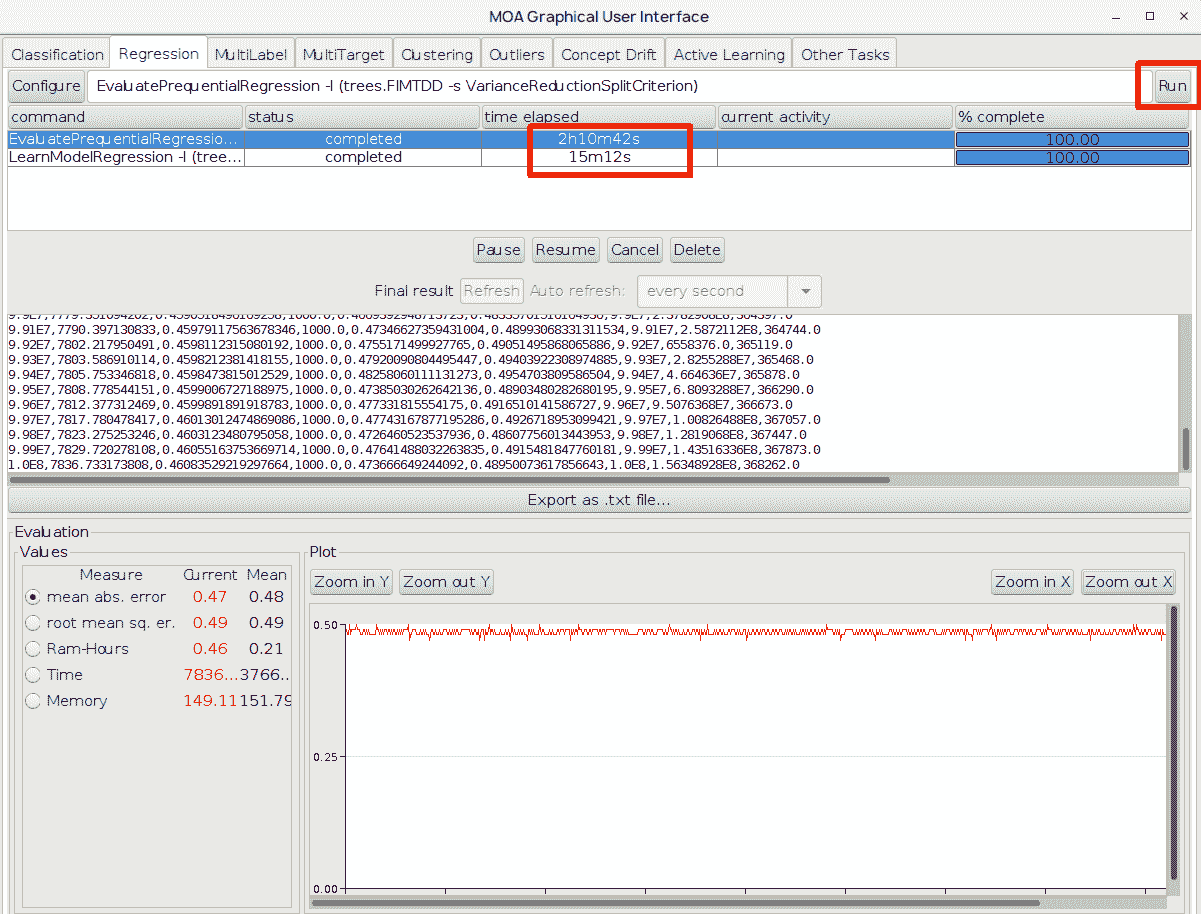 MOA Graphical User Interface
Classification Regression MultiLabel MultiTarget Clustering Outliers Concept Drift Active Learning Other Tasks
Configure EvaluatePrequentialRegression -l (trees.FIMTDD -s VarianceReductionSplitCriterion) Run
command status time elapsed current activity % complete
EvaluatePrequentialRegressio... completed 2h10m42s 100.00
LearnModelRegression -l (tree... completed 15m12s 100.00
Pause Resume Cancel Delete
Final result Refresh Auto refresh: every second
9.91E7,7790.397130833,0.45979117563678346,1000.0,0.47346627359431004,0.48993068331311534,9.91E7,2.5872112E8,364744.0
9.92E7,7802.217950491,0.4598112315080192,1000.0,0.4755171499927765,0.49051495868065886,9.92E7,6558376.0,365119.0
9.93E7,7803.586910114,0.4598212381418155,1000.0,0.47920090804495447,0.49403922308974885,9.93E7,2.8255288E7,365468.0
9.94E7,7805.753346818,0.4598473815012529,1000.0,0.48258060111131273,0.4954703809586504,9.94E7,4.664636E7,365878.0
9.95E7,7808.778544151,0.4599006727188975,1000.0,0.47385030262642136,0.48903480282680195,9.95E7,6.8093288E7,366290.0
9.96E7,7812.377312469,0.4599891891918783,1000.0,0.477331815554175,0.4916510141586727,9.96E7,9.5076368E7,366673.0
9.97E7,7817.780478417,0.46013012474869086,1000.0,0.47743167877195286,0.4926718953099421,9.97E7,1.00826488E8,367057.0
9.98E7,7823.275253246,0.4603123480795058,1000.0,0.4726460523537936,0.48607756013443953,9.98E7,1.2819068E8,367447.0
9.99E7,7829.720278108,0.46055163753669714,1000.0,0.47641488032263835,0.4915481847760181,9.99E7,1.43516336E8,367873.0
1.0E8,7836.733173808,0.46083529219297664,1000.0,0.473666649244092,0.48950073617856643,1.0E8,1.56348928E8,368262.0
Export as .txt file...
Evaluation
Values
Plot
Measure Current Mean
mean abs. error 0.47 0.48
root mean sq. er. 0.49 0.49
Ram-Hours 0.46 0.21
Time 7836... 3766..
Memory 149.11 151.79
Zoom in Y Zoom out Y Zoom in X Zoom out X
0.50
0.25
0.00